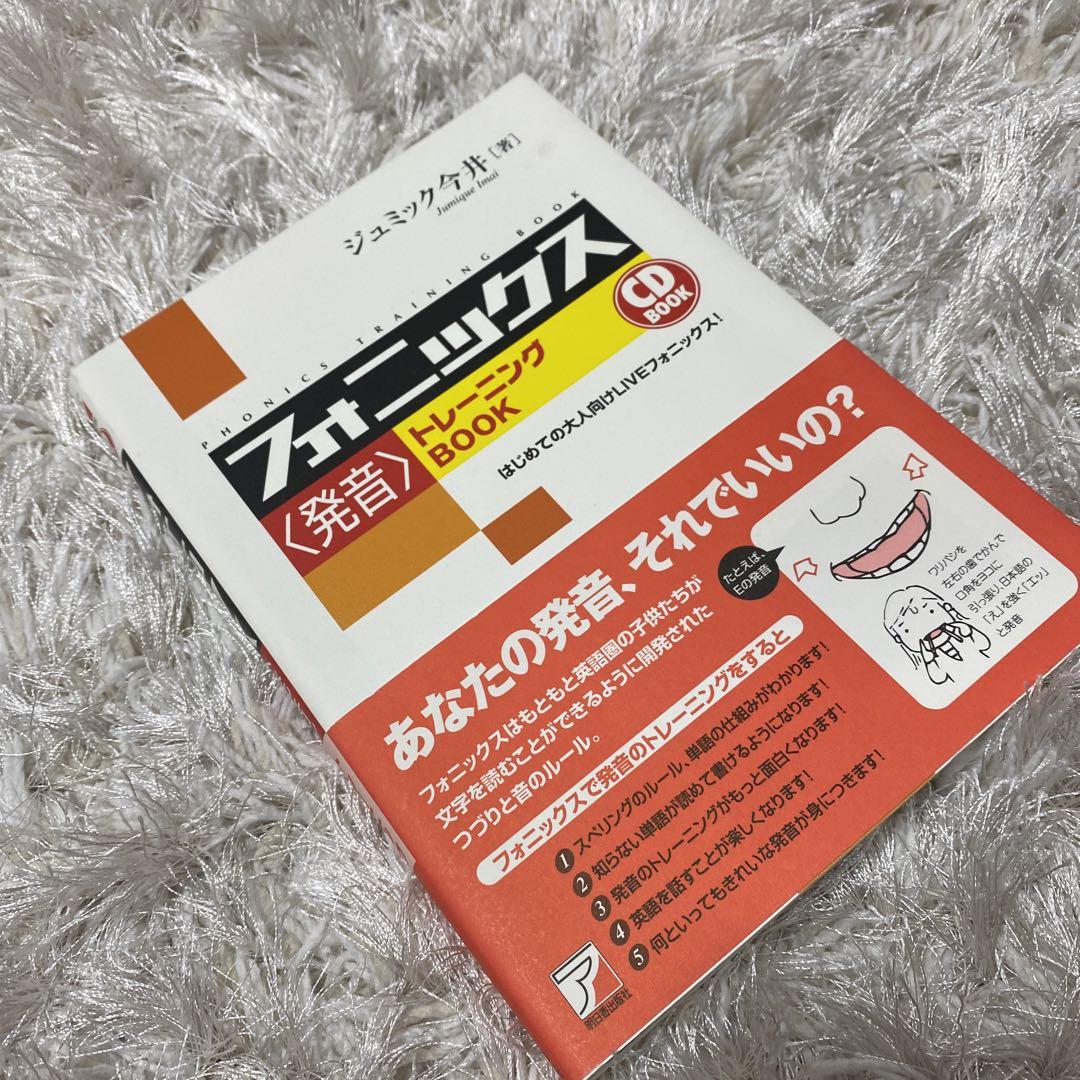 ジュミック今井[著]
Jumique Imai
PHONICS TRAINING BOOK
フォニックス
〈発音〉
トレーニング
BOOK
CD
BOOK
はじめての大人向けLIVEフォニックス!
あなたの発音、それでいいの?
フォニックスはもともと英語圏の子供たちが
文字を読むことができるように開発された
つづりと音のルール。
たとえば、
Eの発音
フリパシを
左右の歯でかんで
口角をヨコに
引っ張り、日本語の
「え」を強く「エッ」
と発音
フォニックスで発音のトレーニングをすると
1 スペリングのルール、単語の仕組みがわかります!
2 知らない単語が読めて書けるようになります!
3 発音のトレーニングがもっと面白くなります!
4 英語を話すことが楽しくなります!
5 何といってもきれいな発音が身につきます!
ア
明日香出版社